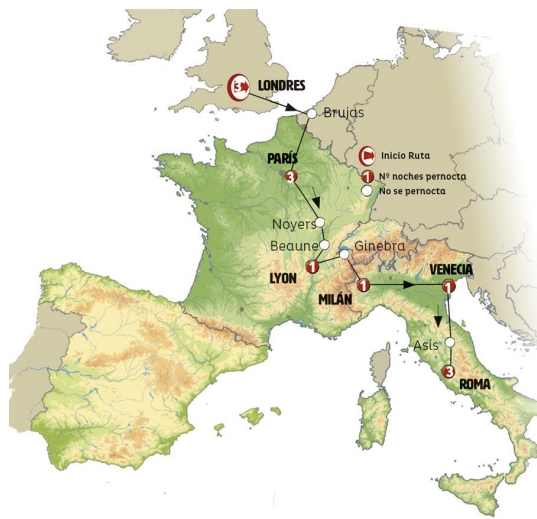 3 LONDRES
Brujas
PARÍS
3
Inicio Ruta
1 Nº noches pernocta
No se pernocta
Noyers
Beaune
Ginebra
LYON
1
MILÁN
1
VENECIA
1
Asís
3
ROMA